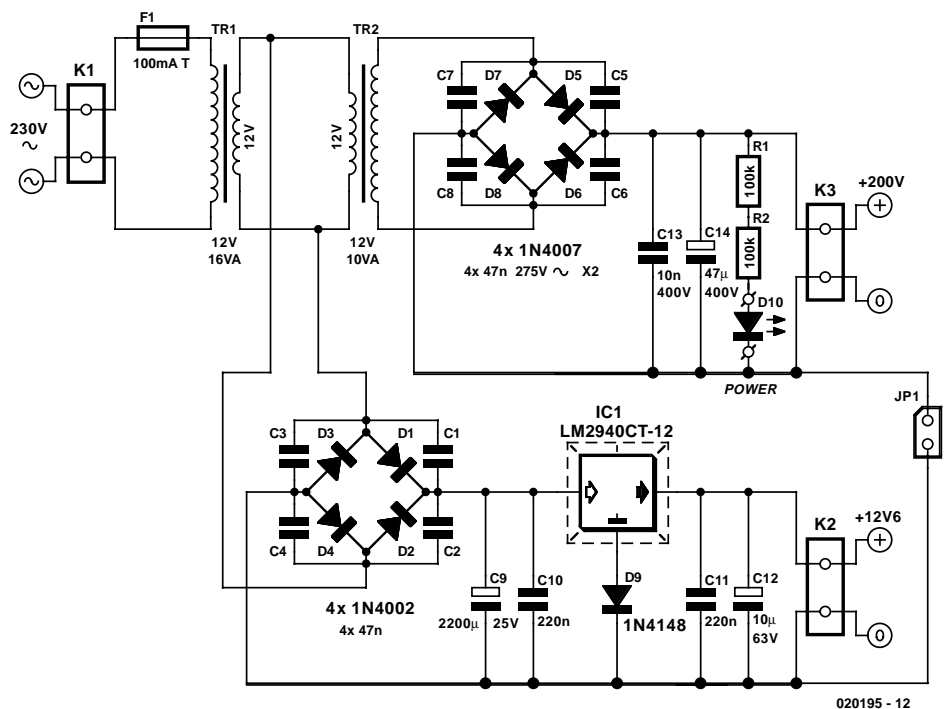 F1
100mA T
TR1
TR2
K1
230V
12V
12V
12V
16VA
12V
10VA
C7
D7
D5
C5
C8
D8
D6
C6
4x 1N4007
4x 47n 275V ∼ X2
C13
10n
400V
C14
47µ
400V
R1
100k
R2
100k
D10
POWER
K3
+200V
+
0
JP1
C3
D3
D1
C1
C4
D4
D2
C2
4x 1N4002
4x 47n
IC1
LM2940CT-12
C9
2200µ
25V
C10
220n
D9
1N4148
C11
220n
C12
10µ
63V
K2
+12V6
+
0
020195 - 12